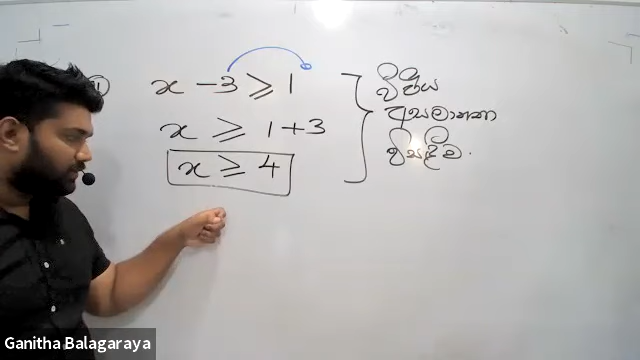 x - 3 ≥ 1
x ≥ 1 + 3
x ≥ 4
වීජීය
අසමානතා
විසඳීම.
Ganitha Balagaraya